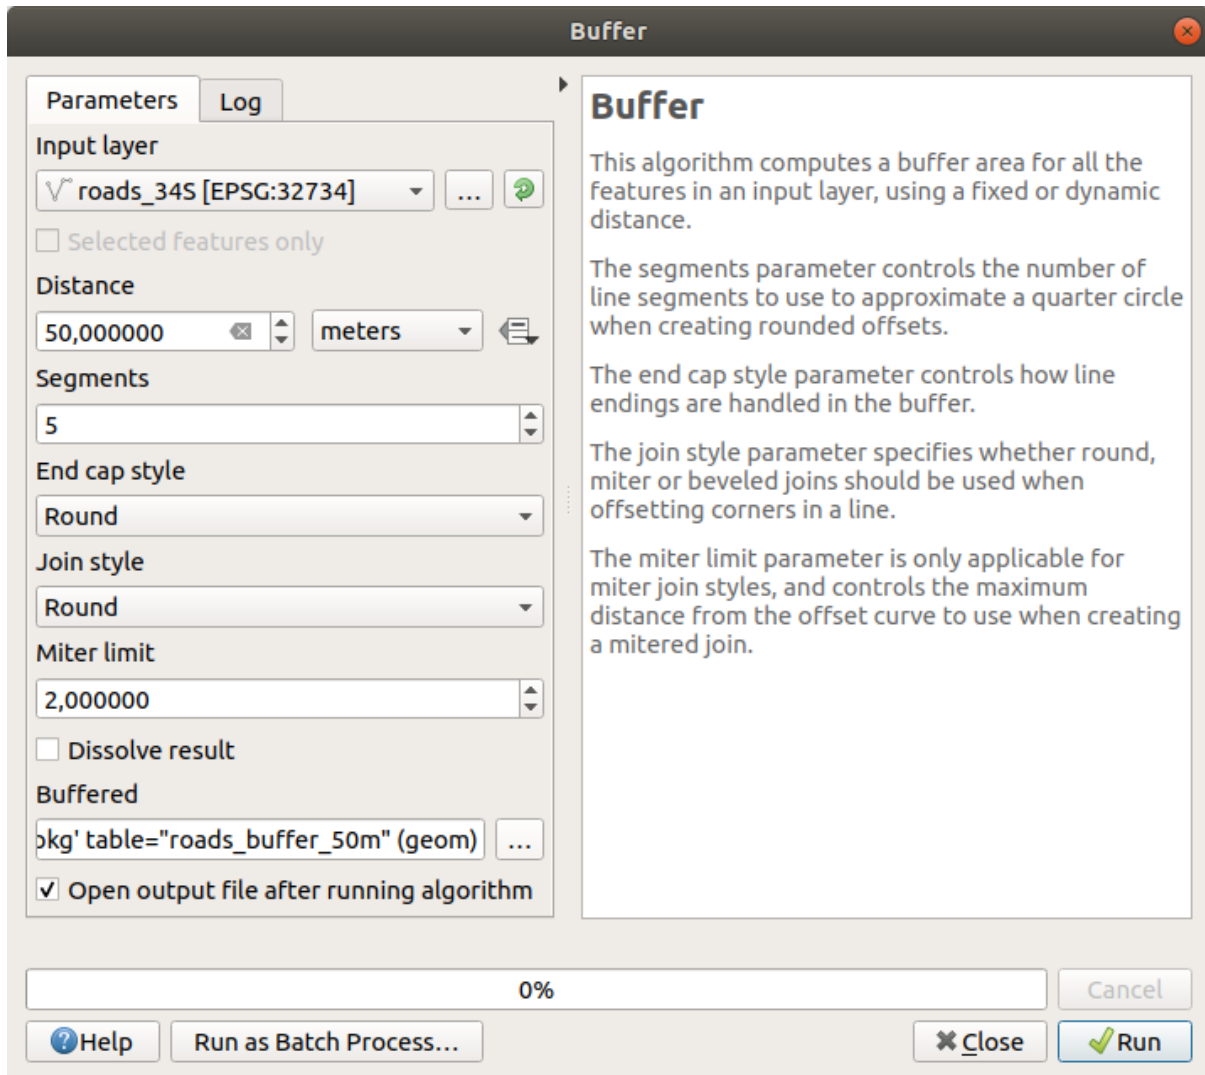 Buffer
Parameters
Log
Input layer
roads_34S [EPSG:32734]
...
Selected features only
Distance
50,000000
meters
Segments
5
End cap style
Round
Join style
Round
Miter limit
2,000000
Dissolve result
Buffered
okg' table="roads_buffer_50m" (geom)
...
Open output file after running algorithm
Buffer
This algorithm computes a buffer area for all the
features in an input layer, using a fixed or dynamic
distance.
The segments parameter controls the number of
line segments to use to approximate a quarter circle
when creating rounded offsets.
The end cap style parameter controls how line
endings are handled in the buffer.
The join style parameter specifies whether round,
miter or beveled joins should be used when
offsetting corners in a line.
The miter limit parameter is only applicable for
miter join styles, and controls the maximum
distance from the offset curve to use when creating
a mitered join.
0%
Cancel
Help
Run as Batch Process...
Close
Run